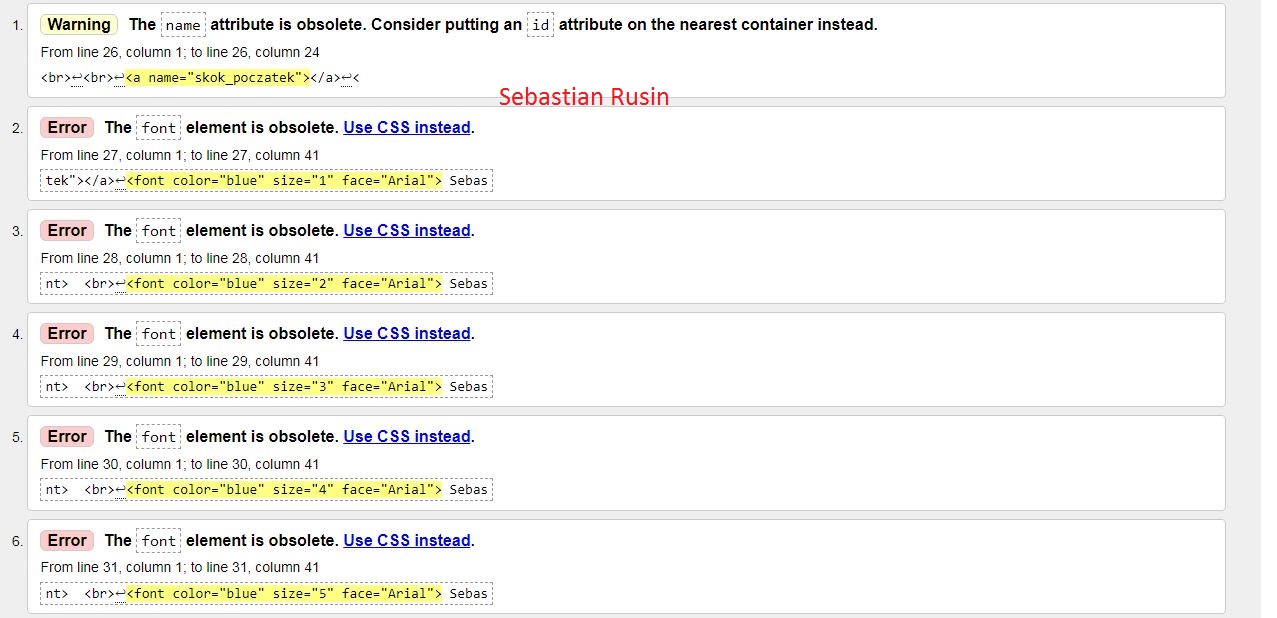 1. Warning The name attribute is obsolete. Consider putting an id attribute on the nearest container instead.
From line 26, column 1; to line 26, column 24
<br>↩<br>↩<a name="skok_poczatek"></a>↩<
Sebastian Rusin
2. Error The font element is obsolete. Use CSS instead.
From line 27, column 1; to line 27, column 41
tek"></a>↩<font color="blue" size="1" face="Arial"> Sebas
3. Error The font element is obsolete. Use CSS instead.
From line 28, column 1; to line 28, column 41
nt>  <br>↩<font color="blue" size="2" face="Arial"> Sebas
4. Error The font element is obsolete. Use CSS instead.
From line 29, column 1; to line 29, column 41
nt>  <br>↩<font color="blue" size="3" face="Arial"> Sebas
5. Error The font element is obsolete. Use CSS instead.
From line 30, column 1; to line 30, column 41
nt>  <br>↩<font color="blue" size="4" face="Arial"> Sebas
6. Error The font element is obsolete. Use CSS instead.
From line 31, column 1; to line 31, column 41
nt>  <br>↩<font color="blue" size="5" face="Arial"> Sebas